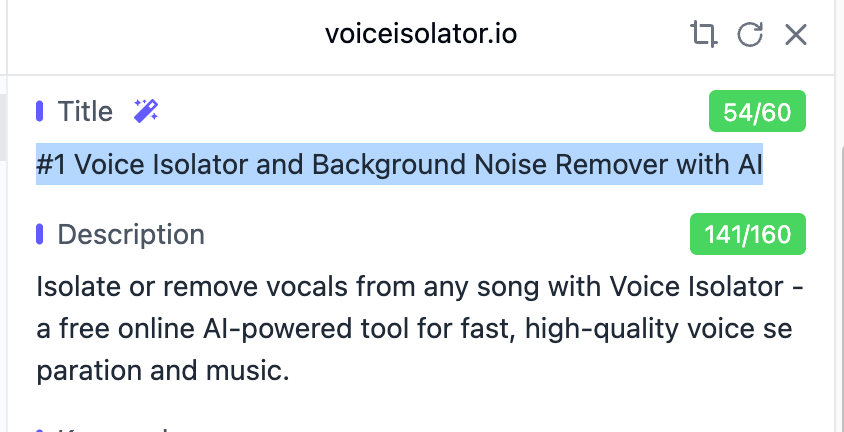 voiceisolator.io
Title
54/60
#1 Voice Isolator and Background Noise Remover with AI
Description
141/160
Isolate or remove vocals from any song with Voice Isolator -
a free online AI-powered tool for fast, high-quality voice se
paration and music.